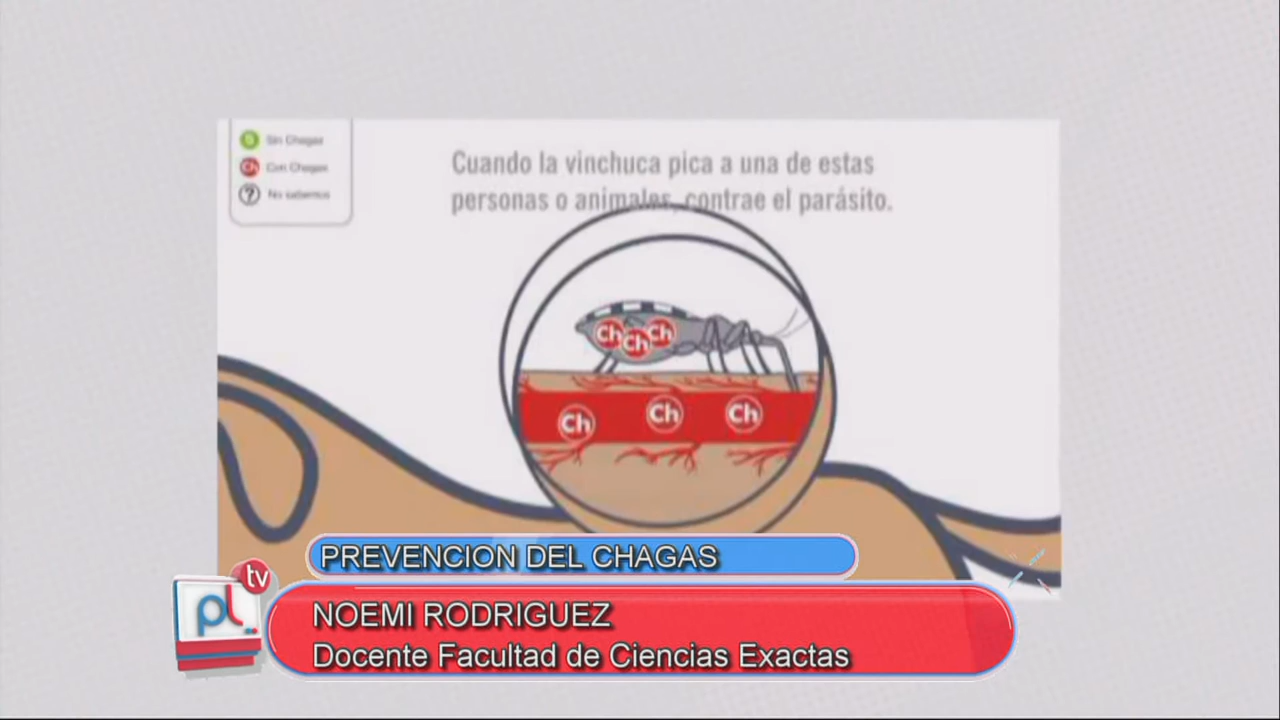 Sin Chagas
Ch Con Chagas
? No sabemos
Cuando la vinchuca pica a una de estas
personas o animales, contrae el parásito.
Ch Ch Ch
Ch Ch Ch
PREVENCION DEL CHAGAS
tv
pl
NOEMI RODRIGUEZ
Docente Facultad de Ciencias Exactas